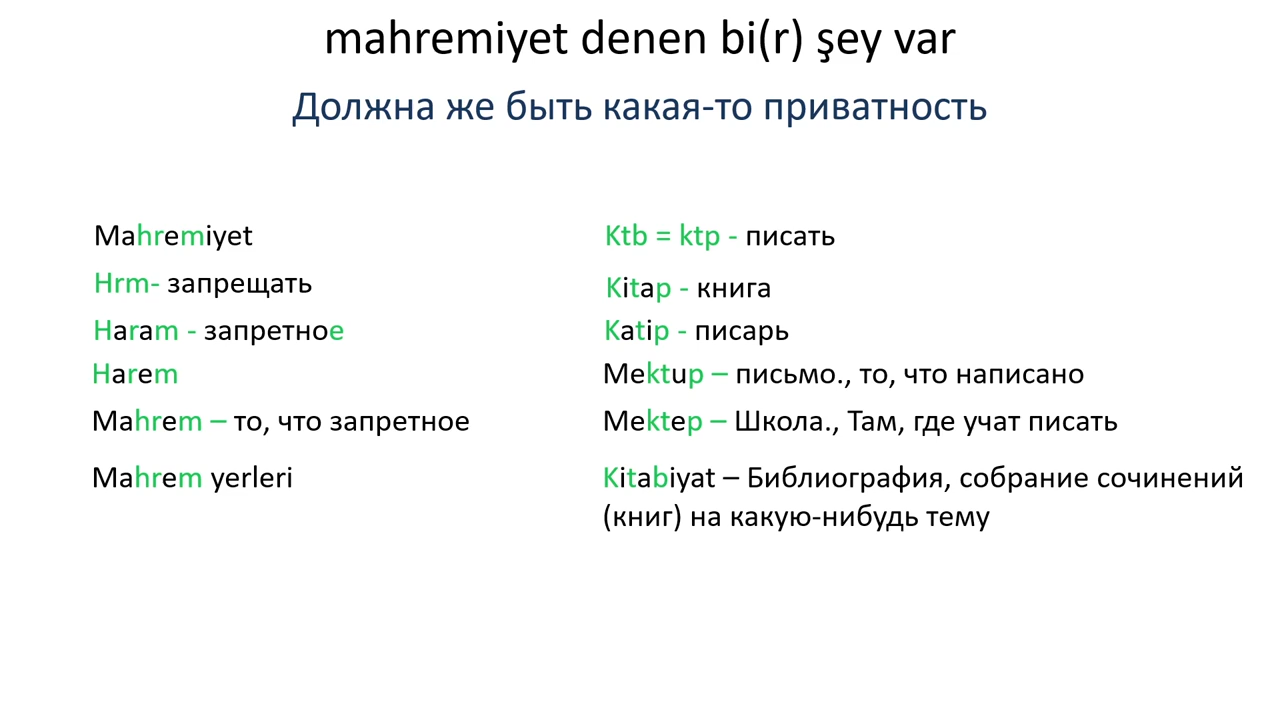 mahremiyet denen bi(r) şey var
Должна же быть какая-то приватность
Mahremiyet
Hrm- запрещать
Haram - запретное
Harem
Mahrem – то, что запретное
Mahrem yerleri
Ktb = ktp - писать
Kitap - книга
Katip - писарь
Mektup – письмо., то, что написано
Mektep – Школа., Там, где учат писать
Kitabiyat – Библиография, собрание сочинений
(книг) на какую-нибудь тему